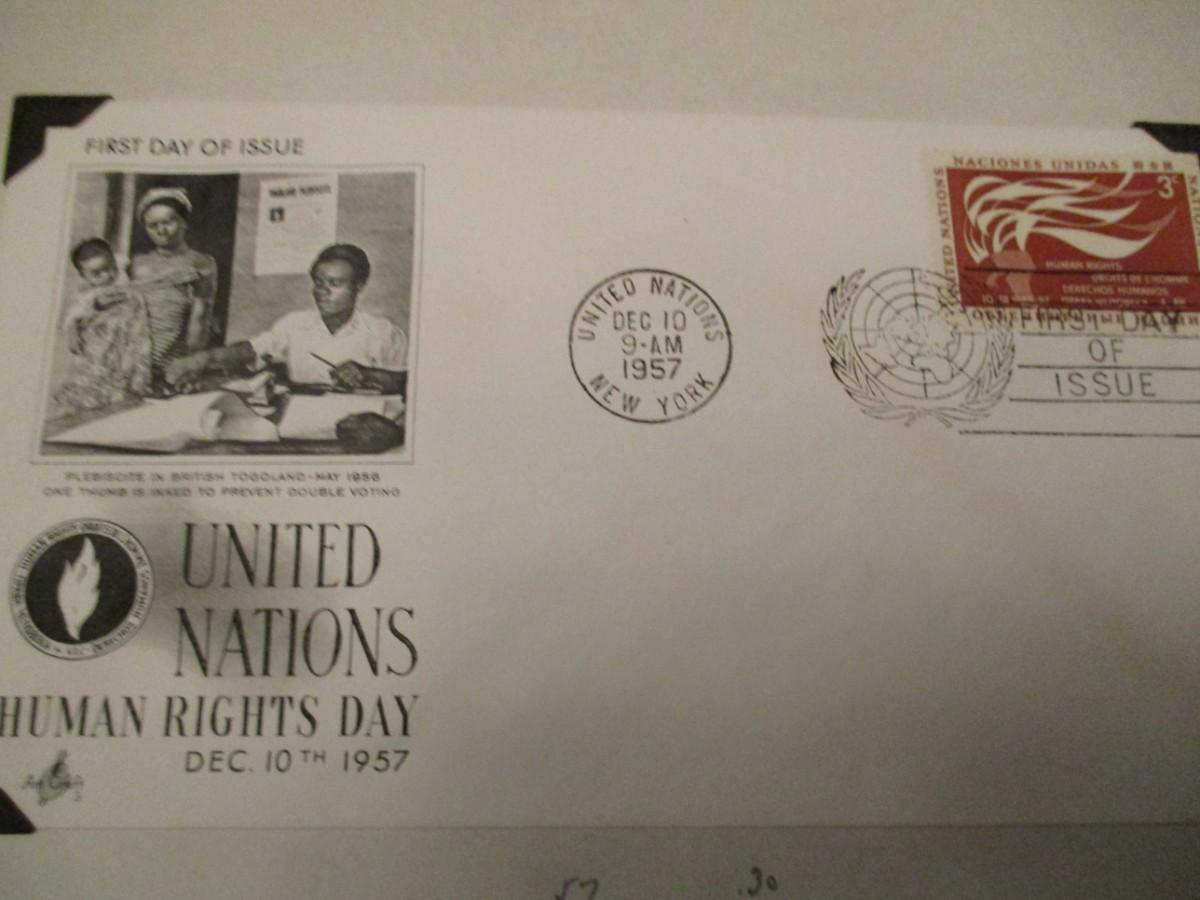 FIRST DAY OF ISSUE
PLEBISCITE IN BRITISH TOGOLAND-MAY 1956
ONE THUMB IS INKED TO PREVENT DOUBLE VOTING
UNITED
NATIONS
HUMAN RIGHTS DAY
DEC. 10TH 1957
UNITED NATIONS
DEC 10
9-AM
1957
NEW YORK
NACIONES UNIDAS
UNITED NATIONS
3c
HUMAN RIGHTS
DROITS DE L'HOMME
DERECHOS HUMANOS
FIRST DAY
OF
ISSUE
57 .30